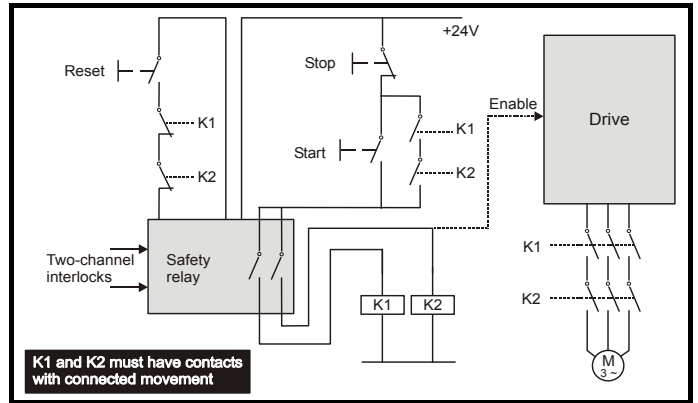 +24V
Reset
Stop
K1
K2
Start
K1
K2
Enable
Drive
Two-channel
interlocks
Safety
relay
K1
K2
K1
K2
M
3 ~
K1 and K2 must have contacts
with connected movement